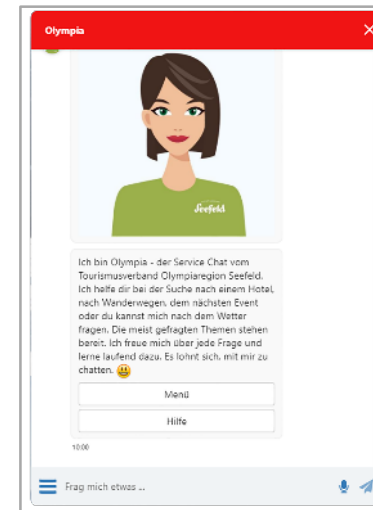 Olympia
Seefeld
Ich bin Olympia - der Service Chat vom
Tourismusverband Olympiaregion Seefeld.
Ich helfe dir bei der Suche nach einem Hotel,
nach Wanderwegen, dem nächsten Event
oder du kannst mich nach dem Wetter
fragen. Die meist gefragten Themen stehen
bereit. Ich freue mich über jede Frage und
lerne laufend dazu. Es lohnt sich, mit mir zu
chatten. 😃
Menü
Hilfe
10:00
Frag mich etwas ...